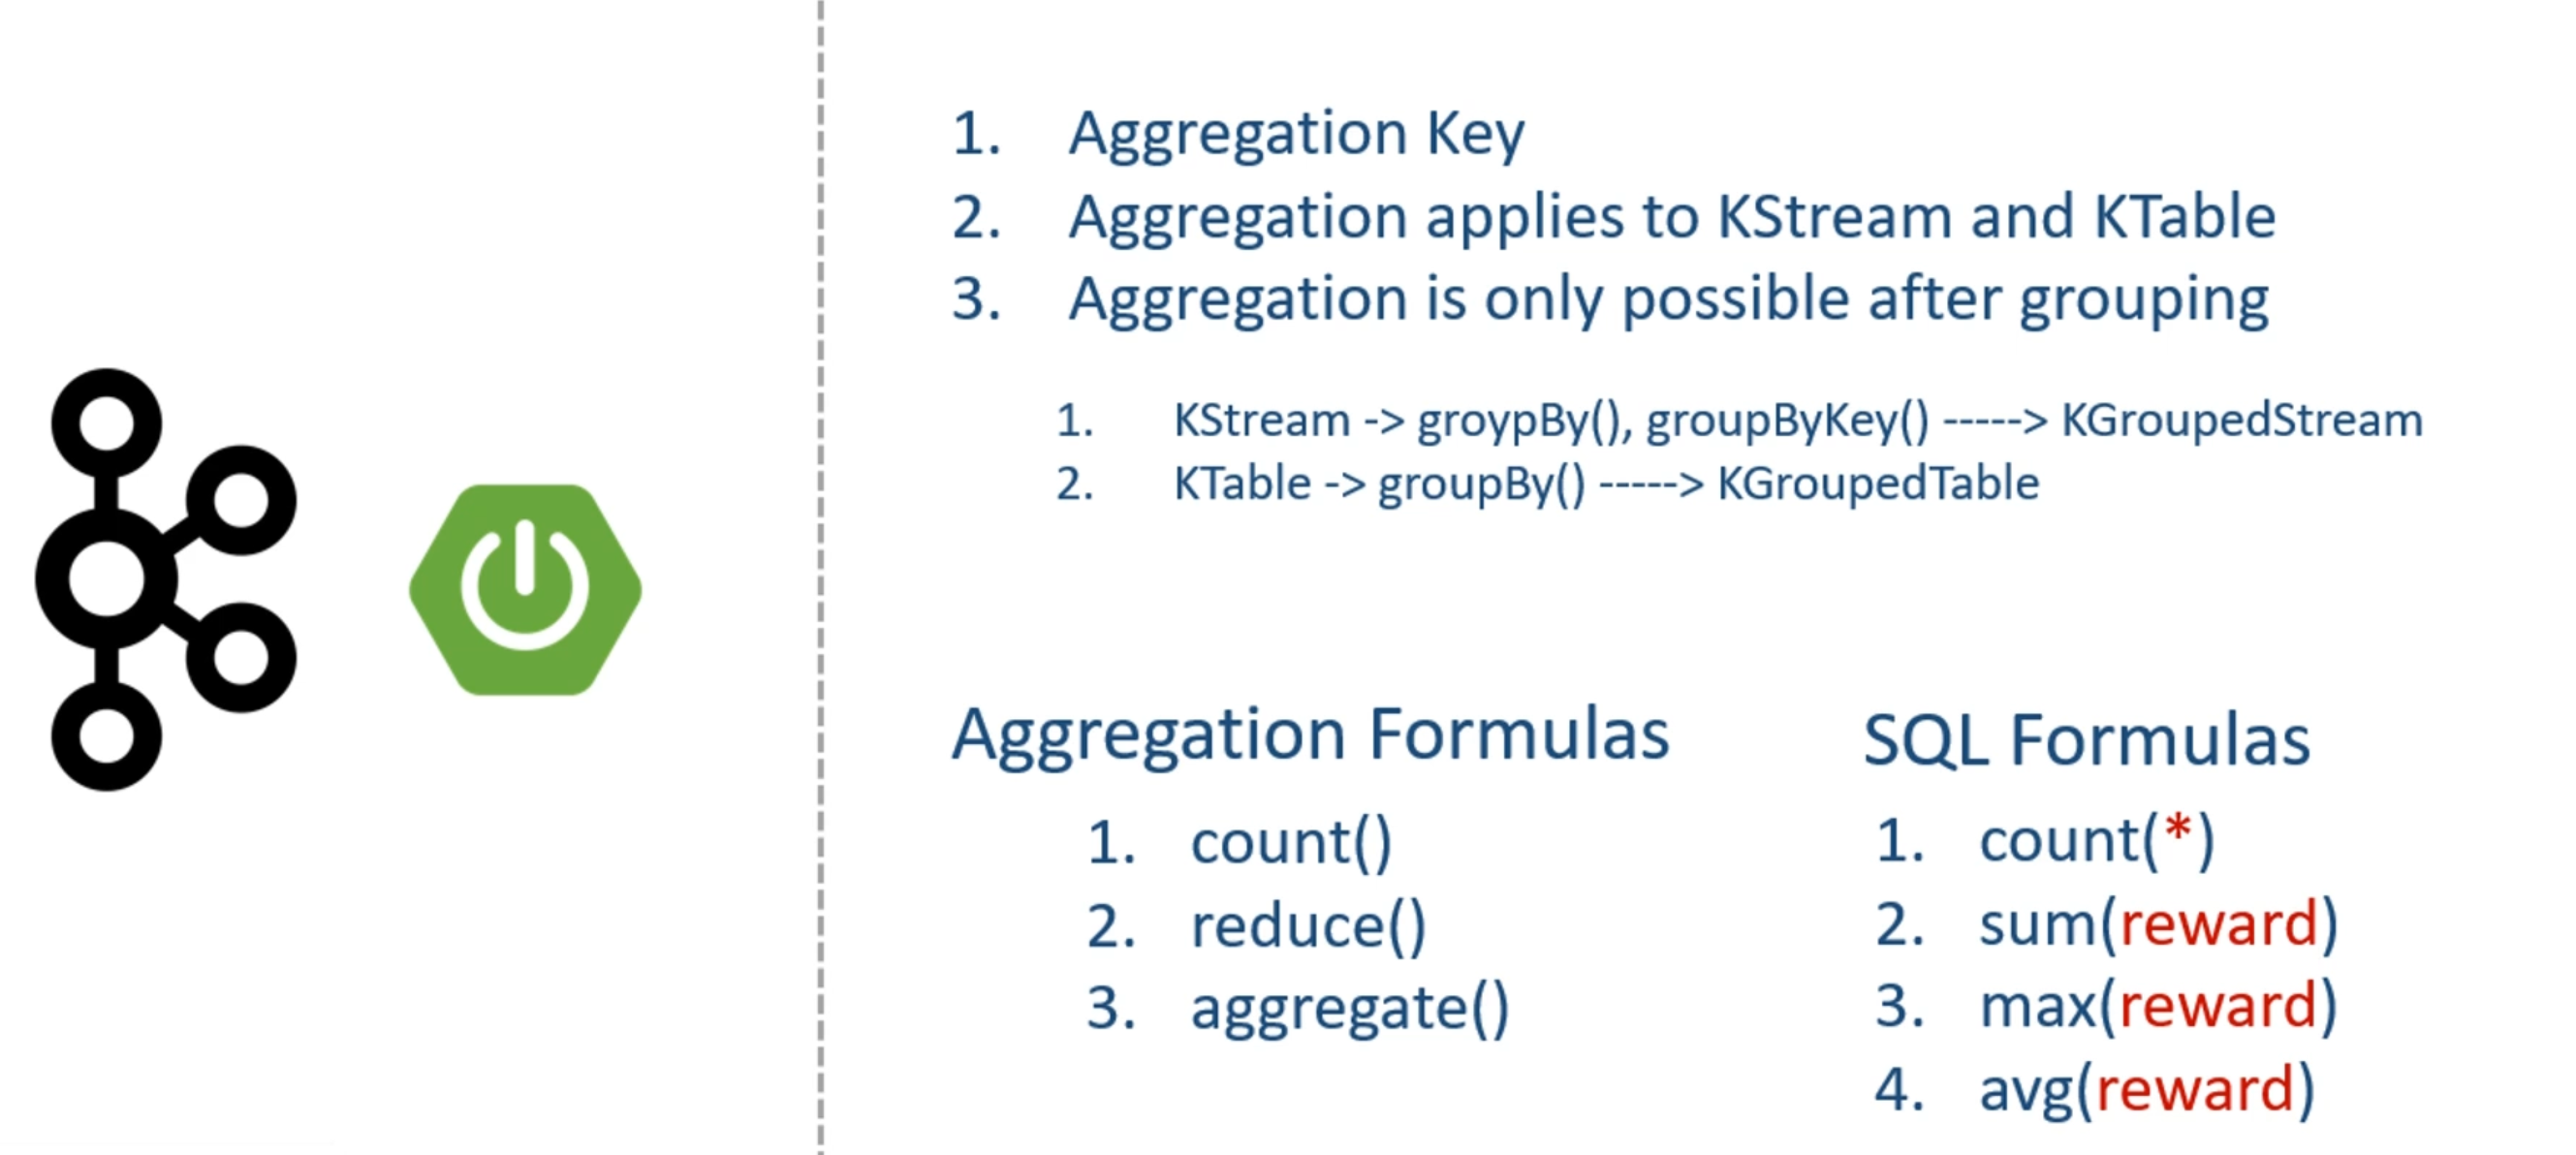 1. Aggregation Key
2. Aggregation applies to KStream and KTable
3. Aggregation is only possible after grouping
1. KStream -> groypBy(), groupByKey() -----> KGroupedStream
2. KTable -> groupBy() -----> KGroupedTable
Aggregation Formulas
1. count()
2. reduce()
3. aggregate()
SQL Formulas
1. count(*)
2. sum(reward)
3. max(reward)
4. avg(reward)